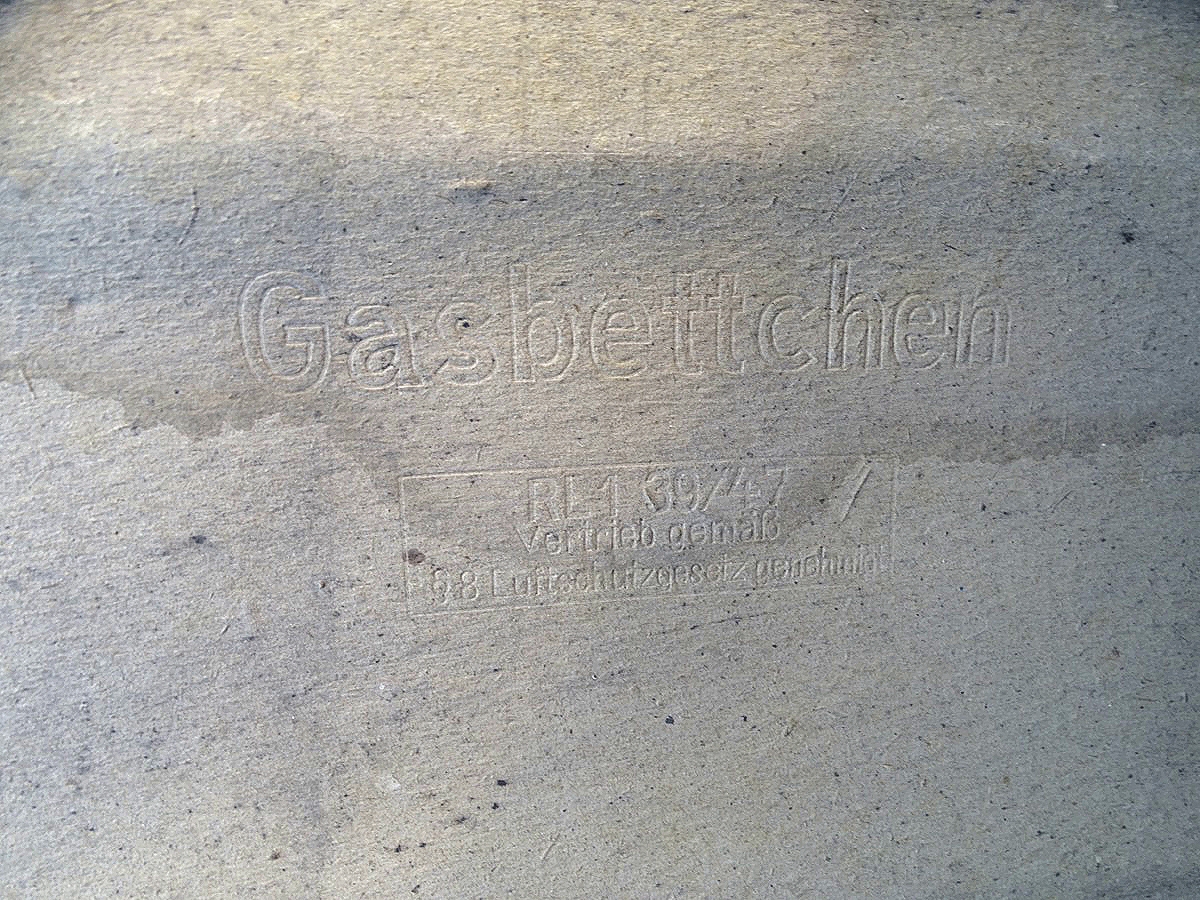 Gasbettchen
RL1 39/47
Vertrieb gemäß
§8 Luftschutzgesetz genehmigt